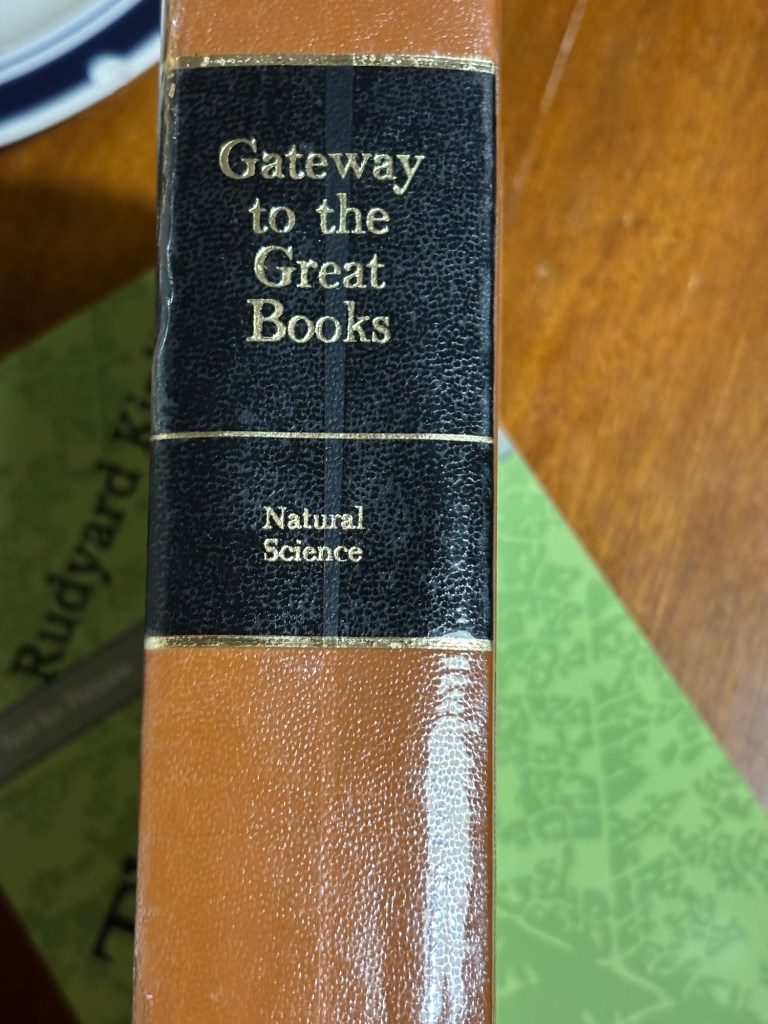 Gateway
to the
Great
Books
Natural
Science
Rudyard